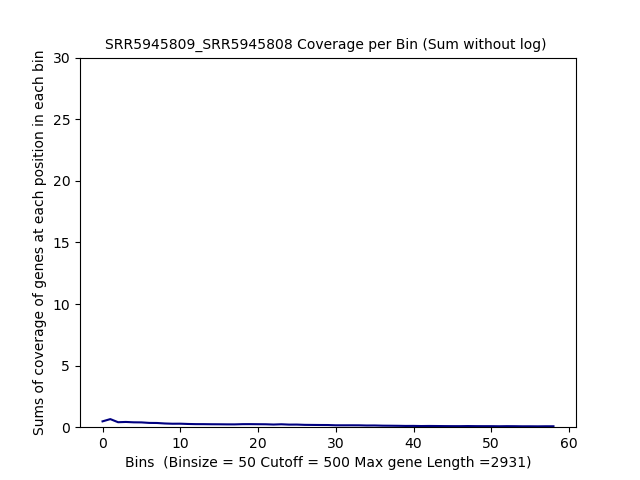 SRR5945809_SRR5945808 Coverage per Bin (Sum without log)
Sums of coverage of genes at each position in each bin
30
25
20
15
10
5
0
0 10 20 30 40 50 60
Bins  (Binsize = 50 Cutoff = 500 Max gene Length =2931)